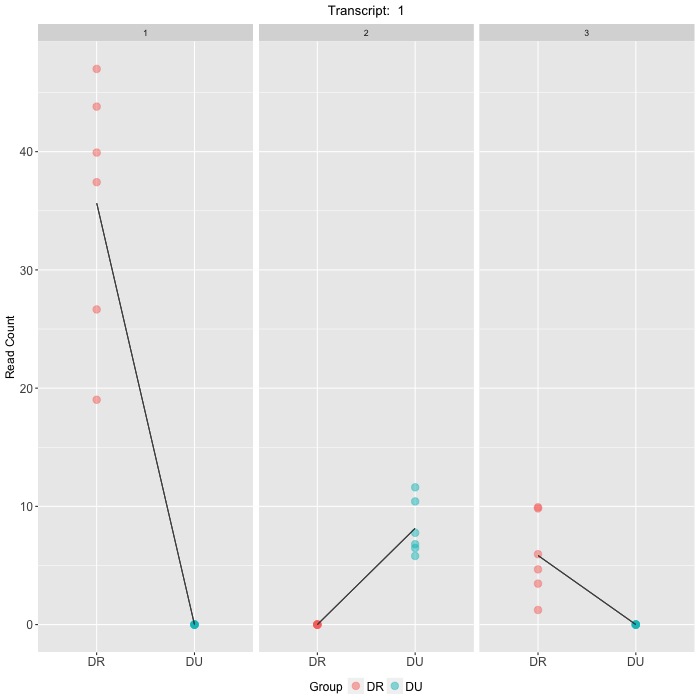 Transcript:  1
1 2 3
Read Count
40
30
20
10
0
DR DU DR DU DR DU
Group DR DU